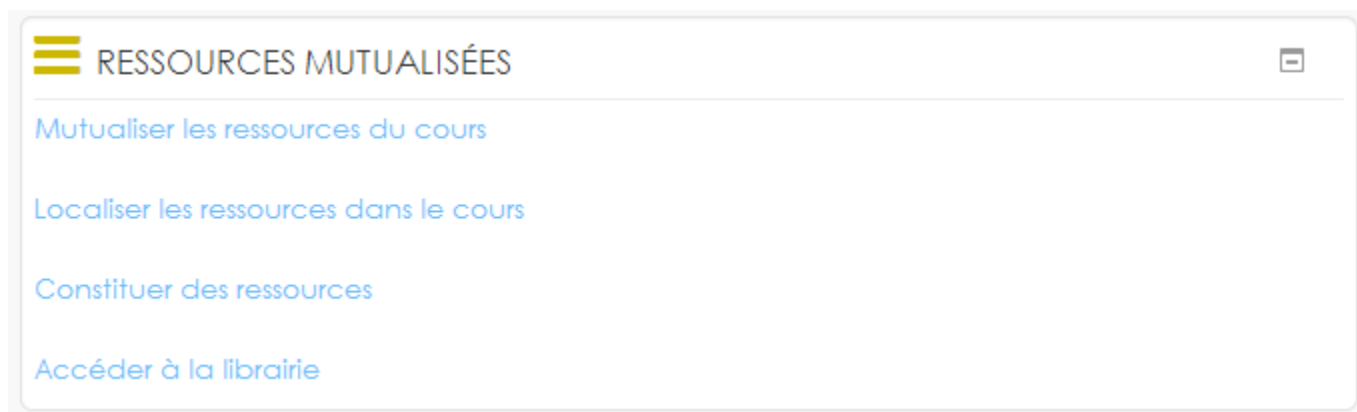 RESSOURCES MUTUALISÉES
Mutualiser les ressources du cours
Localiser les ressources dans le cours
Constituer des ressources
Accéder à la librairie